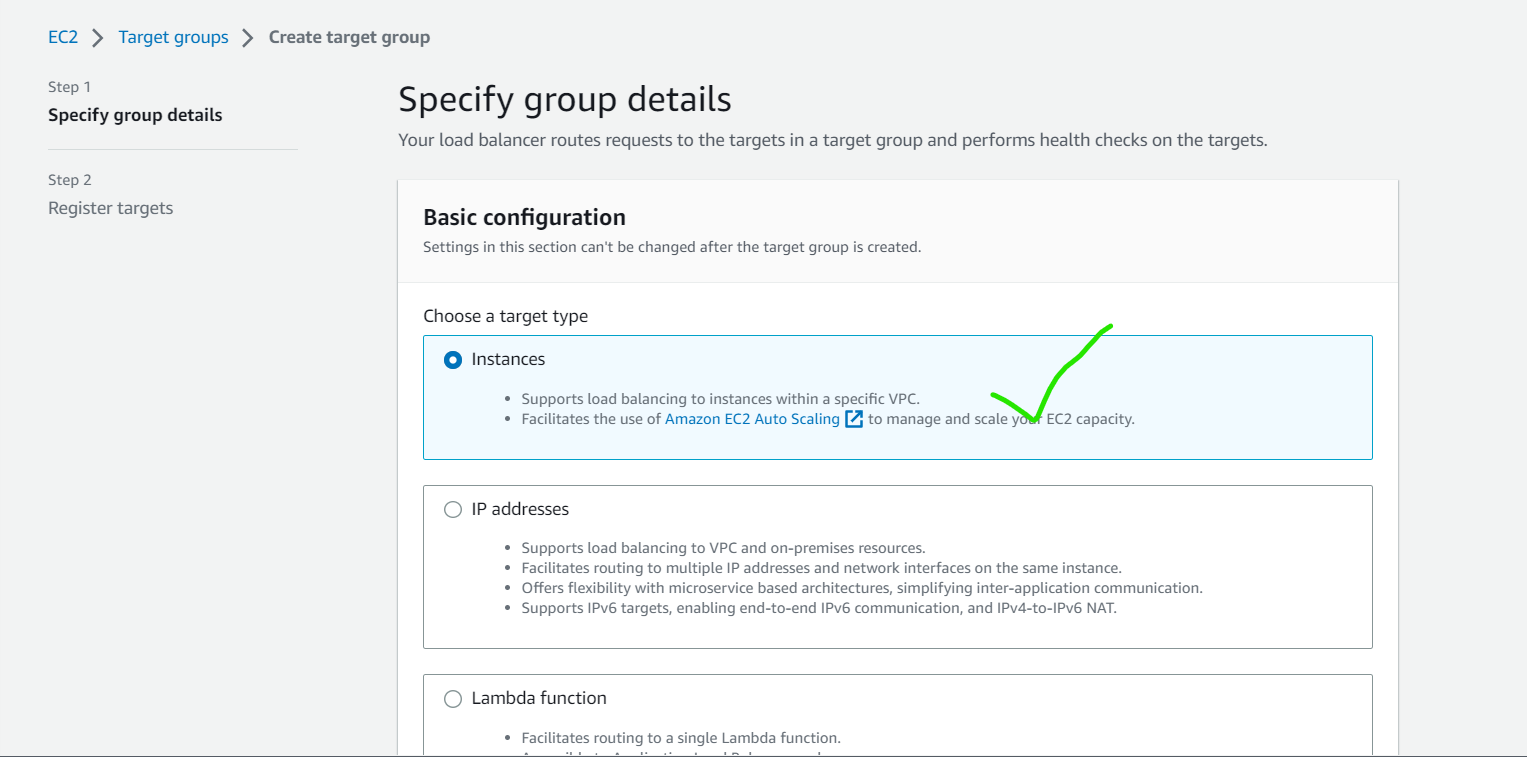 EC2 > Target groups > Create target group
Step 1
Specify group details
Step 2
Register targets
Specify group details
Your load balancer routes requests to the targets in a target group and performs health checks on the targets.
Basic configuration
Settings in this section can't be changed after the target group is created.
Choose a target type
Instances
• Supports load balancing to instances within a specific VPC.
• Facilitates the use of Amazon EC2 Auto Scaling to manage and scale your EC2 capacity.
IP addresses
• Supports load balancing to VPC and on-premises resources.
• Facilitates routing to multiple IP addresses and network interfaces on the same instance.
• Offers flexibility with microservice based architectures, simplifying inter-application communication.
• Supports IPv6 targets, enabling end-to-end IPv6 communication, and IPv4-to-IPv6 NAT.
Lambda function
• Facilitates routing to a single Lambda function.